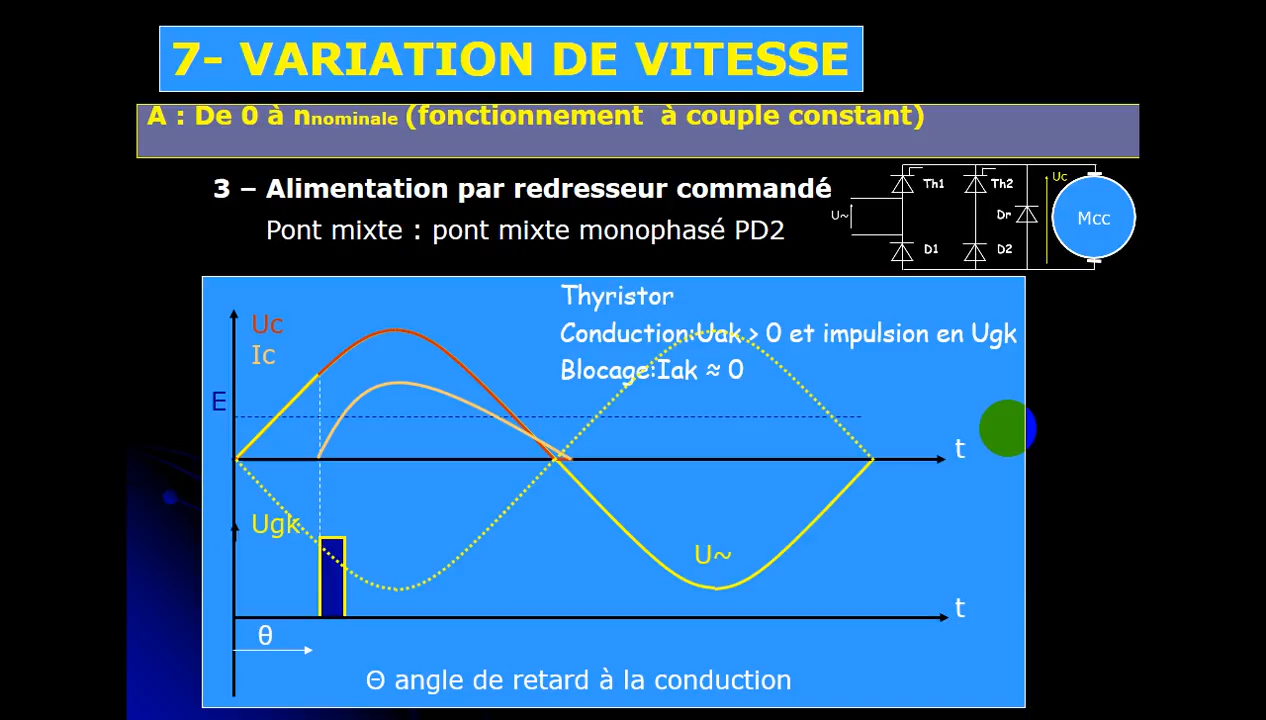 7- VARIATION DE VITESSE
A : De 0 à nnominale (fonctionnement à couple constant)
3 – Alimentation par redresseur commandé
Pont mixte : pont mixte monophasé PD2
Uc
Th1
Th2
U~
Dr
Mcc
D1
D2
Thyristor
Conduction:Uak > 0 et impulsion en Ugk
Blocage:Iak ≈ 0
Uc
Ic
E
t
Ugk
U~
t
θ
Θ angle de retard à la conduction